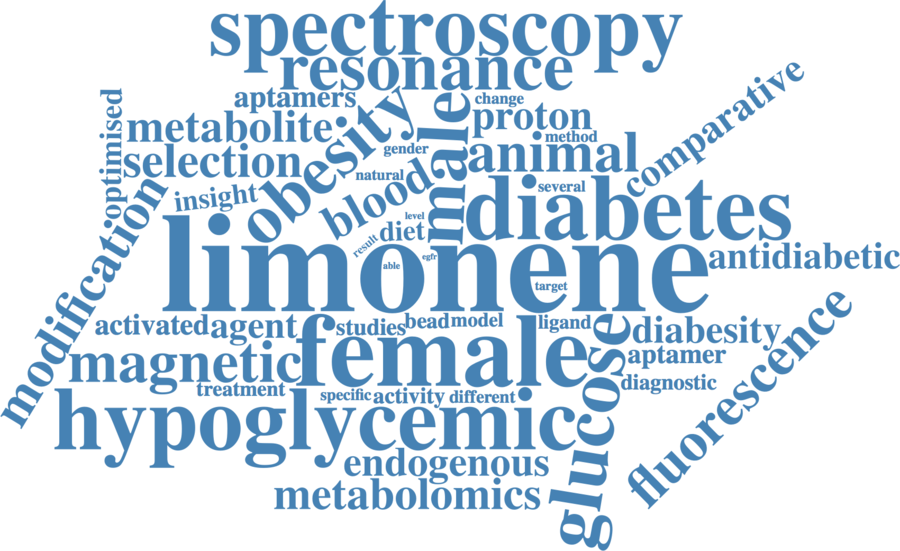 spectroscopy
resonance
aptamers
change
comparative
optimised
metabolite
obesity
male
proton
method
selection
gender
animal
natural
insight
blood
several
diabetes
modification
level
diet
result
limonene
egfr
able
antidiabetic
target
activated
agent
studies
bead
model
ligand
glucose
diabesity
fluorescence
magnetic
female
aptamer
treatment
diagnostic
specific
activity
different
hypoglycemic
endogenous
metabolomics